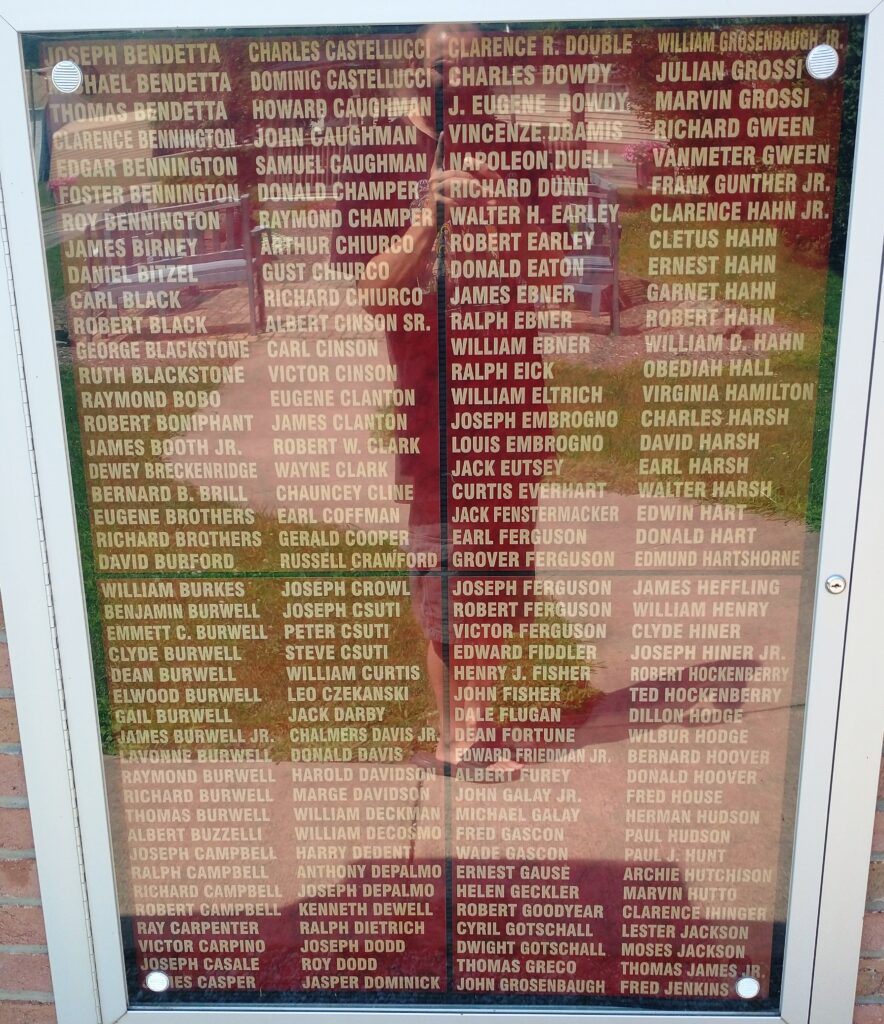 JOSEPH BENDETTA
MICHAEL BENDETTA
THOMAS BENDETTA
CLARENCE BENNINGTON
EDGAR BENNINGTON
FOSTER BENNINGTON
ROY BENNINGTON
JAMES BIRNEY
DANIEL BITZEL
CARL BLACK
ROBERT BLACK
GEORGE BLACKSTONE
RUTH BLACKSTONE
RAYMOND BOBO
ROBERT BONIPHANT
JAMES BOOTH JR.
DEWEY BRECKENRIDGE
BERNARD B. BRILL
EUGENE BROTHERS
RICHARD BROTHERS
DAVID BURFORD
WILLIAM BURKES
BENJAMIN BURWELL
EMMETT C. BURWELL
CLYDE BURWELL
DEAN BURWELL
ELWOOD BURWELL
GAIL BURWELL
JAMES BURWELL JR.
LAVONNE BURWELL
RAYMOND BURWELL
RICHARD BURWELL
THOMAS BURWELL
ALBERT BUZZELLI
JOSEPH CAMPBELL
RALPH CAMPBELL
RICHARD CAMPBELL
ROBERT CAMPBELL
RAY CARPENTER
VICTOR CARPINO
JOSEPH CASALE
JAMES CASPER
CHARLES CASTELLUCCI
DOMINIC CASTELLUCCI
HOWARD CAUGHMAN
JOHN CAUGHMAN
SAMUEL CAUGHMAN
DONALD CHAMPER
RAYMOND CHAMPER
ARTHUR CHIURCO
GUST CHIURCO
RICHARD CHIURCO
ALBERT CINSON SR.
CARL CINSON
VICTOR CINSON
EUGENE CLANTON
JAMES CLANTON
ROBERT W. CLARK
WAYNE CLARK
CHAUNCEY CLINE
EARL COFFMAN
GERALD COOPER
RUSSELL CRAWFORD
JOSEPH CROWL
JOSEPH CSUTI
PETER CSUTI
STEVE CSUTI
WILLIAM CURTIS
LEO CZEKANSKI
JACK DARBY
CHALMERS DAVIS JR.
DONALD DAVIS
HAROLD DAVIDSON
MARGE DAVIDSON
WILLIAM DECKMAN
WILLIAM DECOSMO
HARRY DEDENT
ANTHONY DEPALMO
JOSEPH DEPALMO
KENNETH DEWELL
RALPH DIETRICH
JOSEPH DODD
ROY DODD
JASPER DOMINICK
CLARENCE R. DOUBLE
CHARLES DOWDY
J. EUGENE DOWDY
VINCENZE DRAMIS
NAPOLEON DUELL
RICHARD DUNN
WALTER H. EARLEY
ROBERT EARLEY
DONALD EATON
JAMES EBNER
RALPH EBNER
WILLIAM EBNER
RALPH EICK
WILLIAM ELTRICH
JOSEPH EMBROGNO
LOUIS EMBROGNO
JACK EUTSEY
CURTIS EVERHART
JACK FENSTERMACKER
EARL FERGUSON
GROVER FERGUSON
JOSEPH FERGUSON
ROBERT FERGUSON
VICTOR FERGUSON
EDWARD FIDDLER
HENRY J. FISHER
JOHN FISHER
DALE FLUGAN
DEAN FORTUNE
EDWARD FRIEDMAN JR.
ALBERT FUREY
JOHN GALAY JR.
MICHAEL GALAY
FRED GASCON
WADE GASCON
ERNEST GAUSE
HELEN GECKLER
ROBERT GOODYEAR
CYRIL GOTSCHALL
DWIGHT GOTSCHALL
THOMAS GRECO
JOHN GROSENBAUGH
WILLIAM GROSENBAUGH JR.
JULIAN GROSSI
MARVIN GROSSI
RICHARD GWEEN
VANMETER GWEEN
FRANK GUNTHER JR.
CLARENCE HAHN JR.
CLETUS HAHN
ERNEST HAHN
GARNET HAHN
ROBERT HAHN
WILLIAM D. HAHN
OBEDIAH HALL
VIRGINIA HAMILTON
CHARLES HARSH
DAVID HARSH
EARL HARSH
WALTER HARSH
EDWIN HART
DONALD HART
EDMUND HARTSHORNE
JAMES HEFFLING
WILLIAM HENRY
CLYDE HINER
JOSEPH HINER JR.
ROBERT HOCKENBERRY
TED HOCKENBERRY
DILLON HODGE
WILBUR HODGE
BERNARD HOOVER
DONALD HOOVER
FRED HOUSE
HERMAN HUDSON
PAUL HUDSON
PAUL J. HUNT
ARCHIE HUTCHISON
MARVIN HUTTO
CLARENCE IHINGER
LESTER JACKSON
MOSES JACKSON
THOMAS JAMES JR.
FRED JENKINS